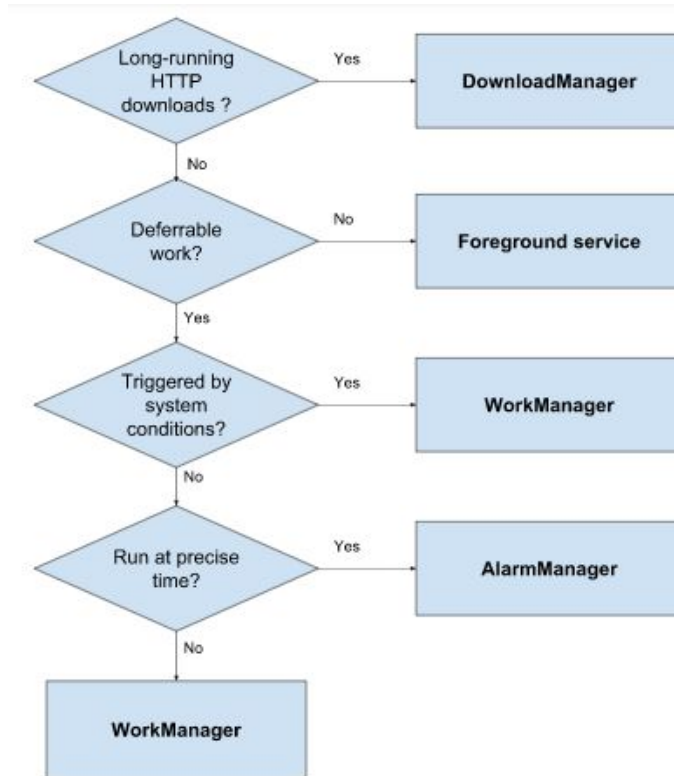 Long-running
HTTP
downloads ?
Yes
DownloadManager
No
Deferrable
work?
No
Foreground service
Yes
Triggered by
system
conditions?
Yes
WorkManager
No
Run at precise
time?
Yes
AlarmManager
No
WorkManager